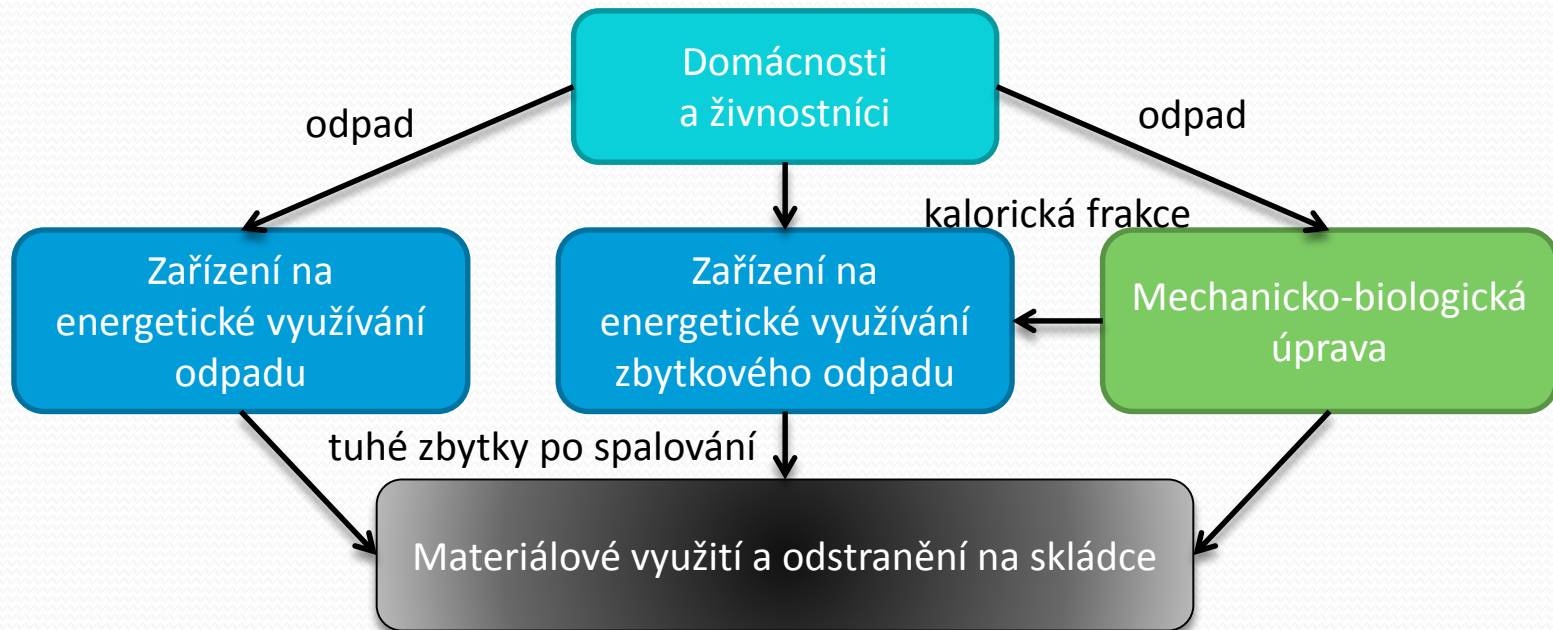 Domácnosti
a živnostníci
odpad
odpad
kalorická frakce
Zařízení na
energetické využívání
odpadu
Zařízení na
energetické využívání
zbytkového odpadu
Mechanicko-biologická
úprava
tuhé zbytky po spalování
Materiálové využití a odstranění na skládce